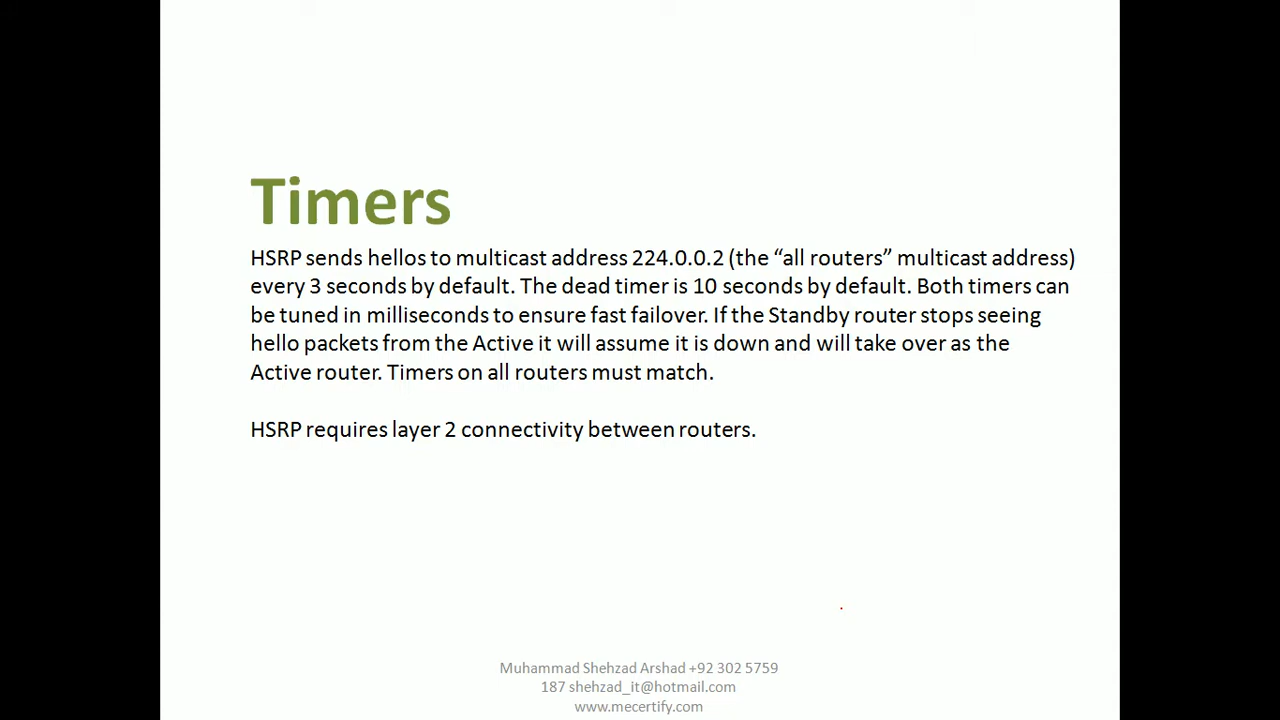 Timers
HSRP sends hellos to multicast address 224.0.0.2 (the “all routers” multicast address)
every 3 seconds by default. The dead timer is 10 seconds by default. Both timers can
be tuned in milliseconds to ensure fast failover. If the Standby router stops seeing
hello packets from the Active it will assume it is down and will take over as the
Active router. Timers on all routers must match.
HSRP requires layer 2 connectivity between routers.
Muhammad Shehzad Arshad +92 302 5759
187 shehzad_it@hotmail.com
www.mecertify.com